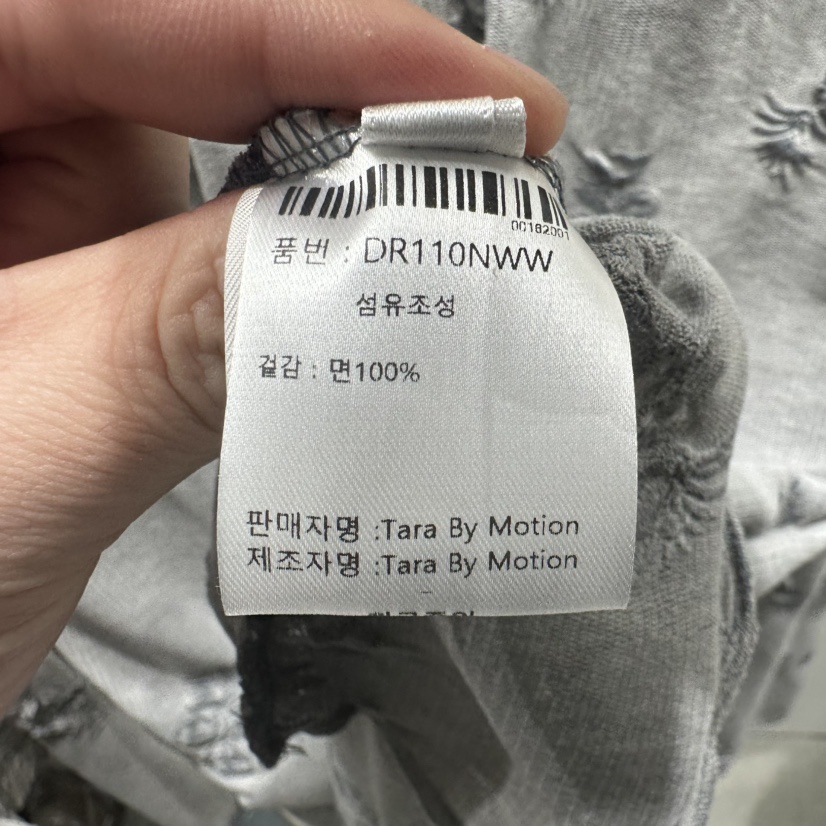 00182001
품번 : DR110NWW
섬유조성
겉감 : 면100%
판매자명 :Tara By Motion
제조자명 :Tara By Motion